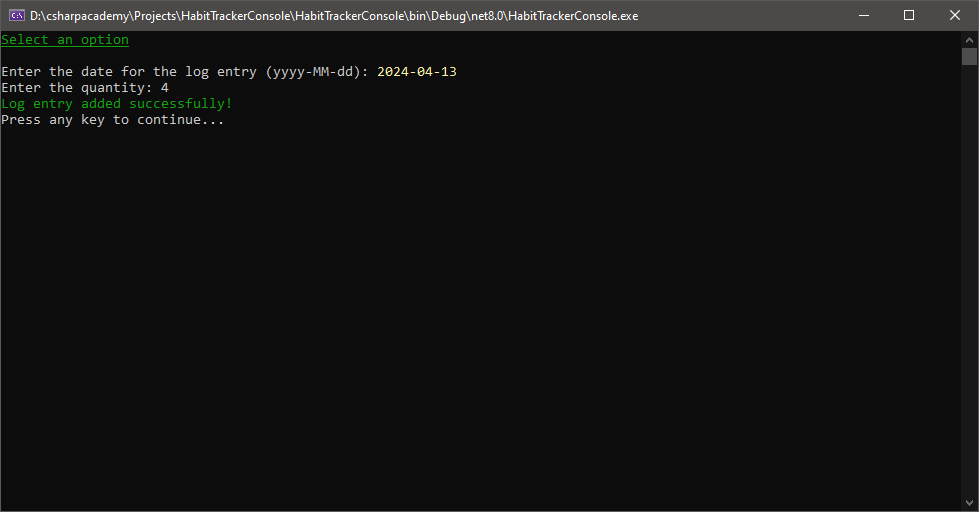 D:\csharpacademy\Projects\HabitTrackerConsole\HabitTrackerConsole\bin\Debug\net8.0\HabitTrackerConsole.exe
Select an option
Enter the date for the log entry (yyyy-MM-dd): 2024-04-13
Enter the quantity: 4
Log entry added successfully!
Press any key to continue...